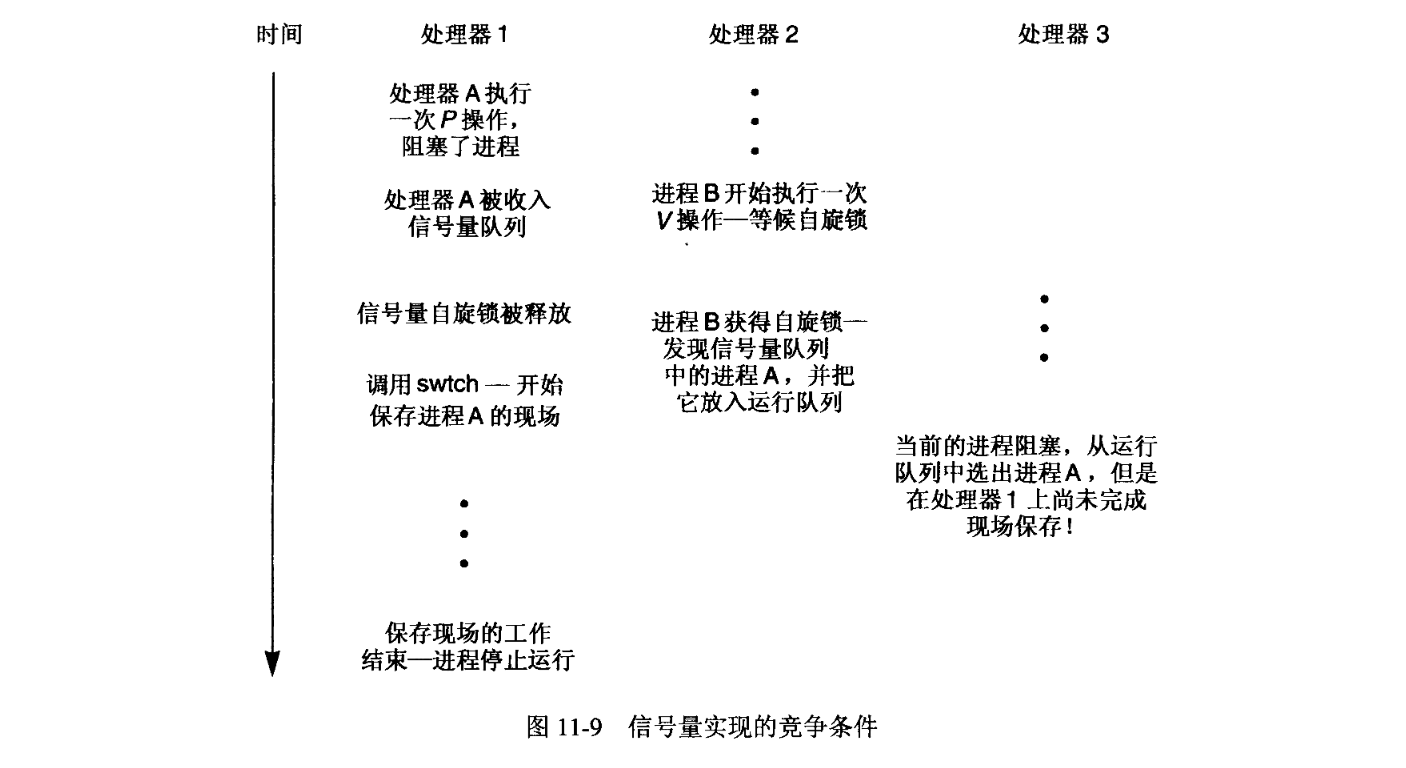 时间 处理器 1 处理器 2 处理器 3
处理器 A 执行
一次 P 操作，
阻塞了进程
处理器 A 被收入
信号量队列
进程 B 开始执行一次
V 操作—等候自旋锁
信号量自旋锁被释放
进程 B 获得自旋锁—
发现信号量队列
中的进程 A，并把
它放入运行队列
调用 swtch — 开始
保存进程 A 的现场
当前的进程阻塞，从运行
队列中选出进程 A，但是
在处理器 1 上尚未完成
现场保存！
保存现场的工作
结束—进程停止运行
图 11-9 信号量实现的竞争条件